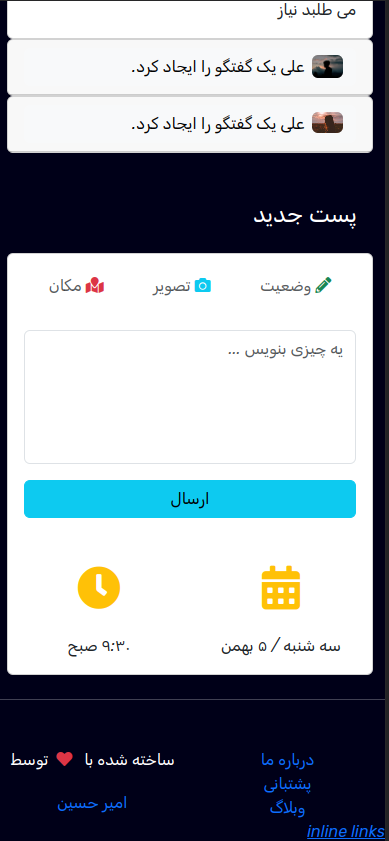 می طلبد نیاز
علی یک گفتگو را ایجاد کرد.
علی یک گفتگو را ایجاد کرد.
پست جدید
وضعیت تصویر مکان
یه چیزی بنویس ...
ارسال
سه شنبه / ۵ بهمن ۹:۳۰ صبح
درباره ما ساخته شده با ❤ توسط
پشتبانی
امیر حسین
وبلاگ
inline links